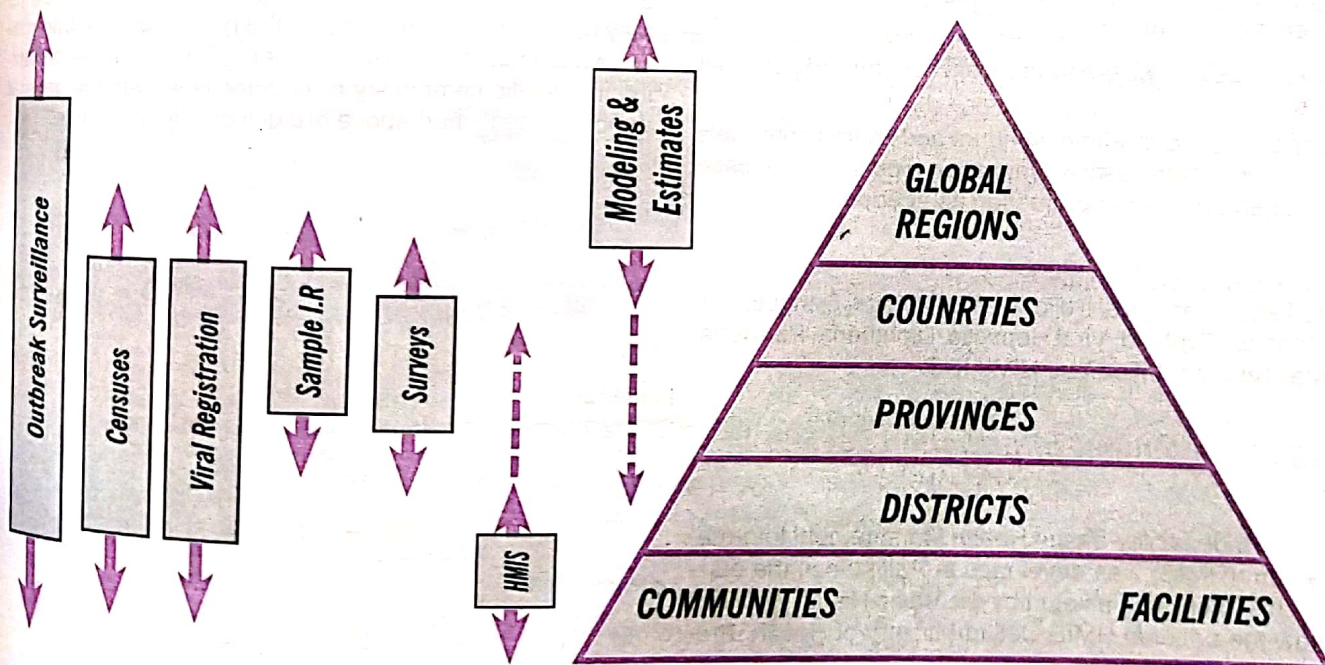 Outbreak Surveillance
Censuses
Viral Registration
Sample I.R
Surveys
HMIS
Modeling &
Estimates
GLOBAL
REGIONS
COUNRTIES
PROVINCES
DISTRICTS
COMMUNITIES
FACILITIES